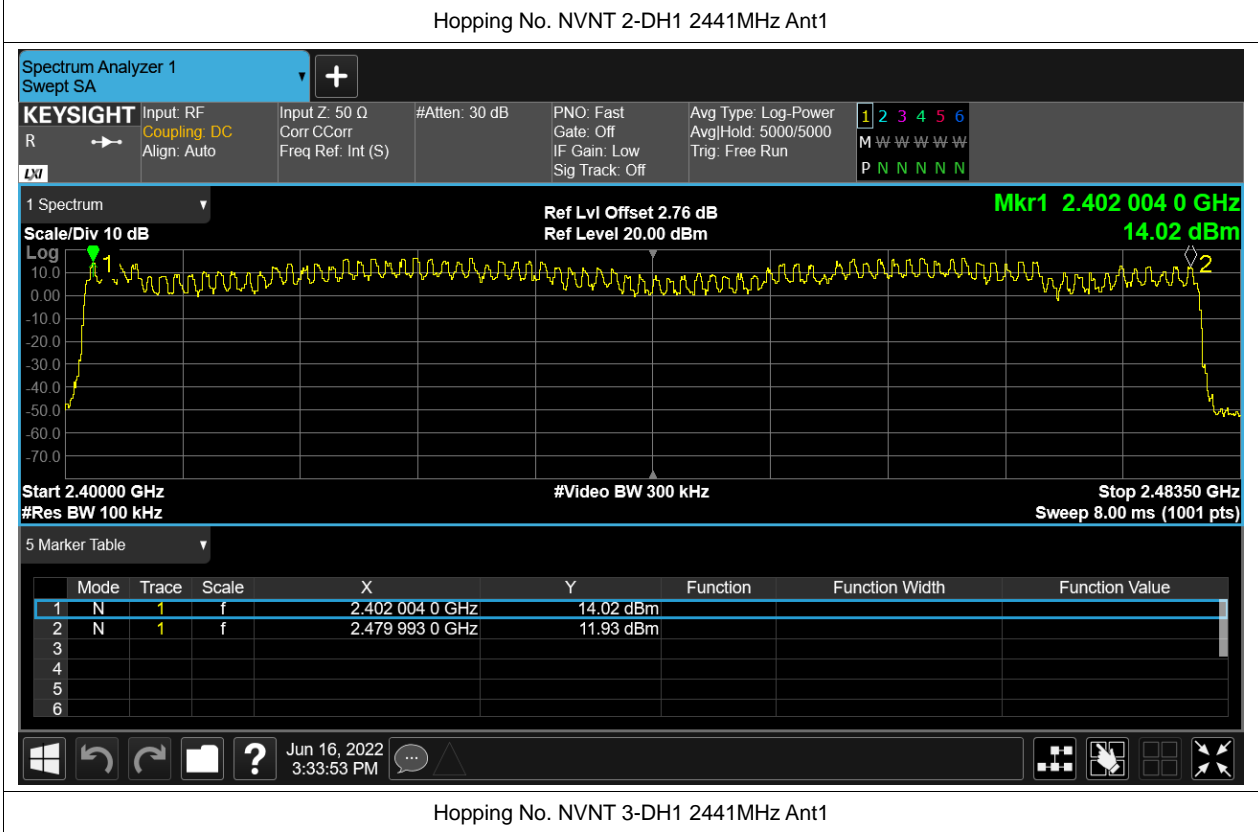 Hopping No. NVNT 2-DH1 2441MHz Ant1
Spectrum Analyzer 1
Swept SA
KEYSIGHT
R
LXI
Input: RF
Coupling: DC
Align: Auto
Input Z: 50 Ω
Corr CCorr
Freq Ref: Int (S)
#Atten: 30 dB
PNO: Fast
Gate: Off
IF Gain: Low
Sig Track: Off
Avg Type: Log-Power
Avg|Hold: 5000/5000
Trig: Free Run
1 2 3 4 5 6
M W W W W W
P N N N N N
1 Spectrum
Scale/Div 10 dB
Ref Lvl Offset 2.76 dB
Ref Level 20.00 dBm
Mkr1 2.402 004 0 GHz
14.02 dBm
Log
1
2
10.0
0.00
-10.0
-20.0
-30.0
-40.0
-50.0
-60.0
-70.0
Start 2.40000 GHz
#Video BW 300 kHz
Stop 2.48350 GHz
#Res BW 100 kHz
Sweep 8.00 ms (1001 pts)
5 Marker Table
Mode Trace Scale X Y Function Function Width Function Value
1 N 1 f 2.402 004 0 GHz 14.02 dBm
2 N 1 f 2.479 993 0 GHz 11.93 dBm
3
4
5
6
?
Jun 16, 2022
3:33:53 PM
Hopping No. NVNT 3-DH1 2441MHz Ant1